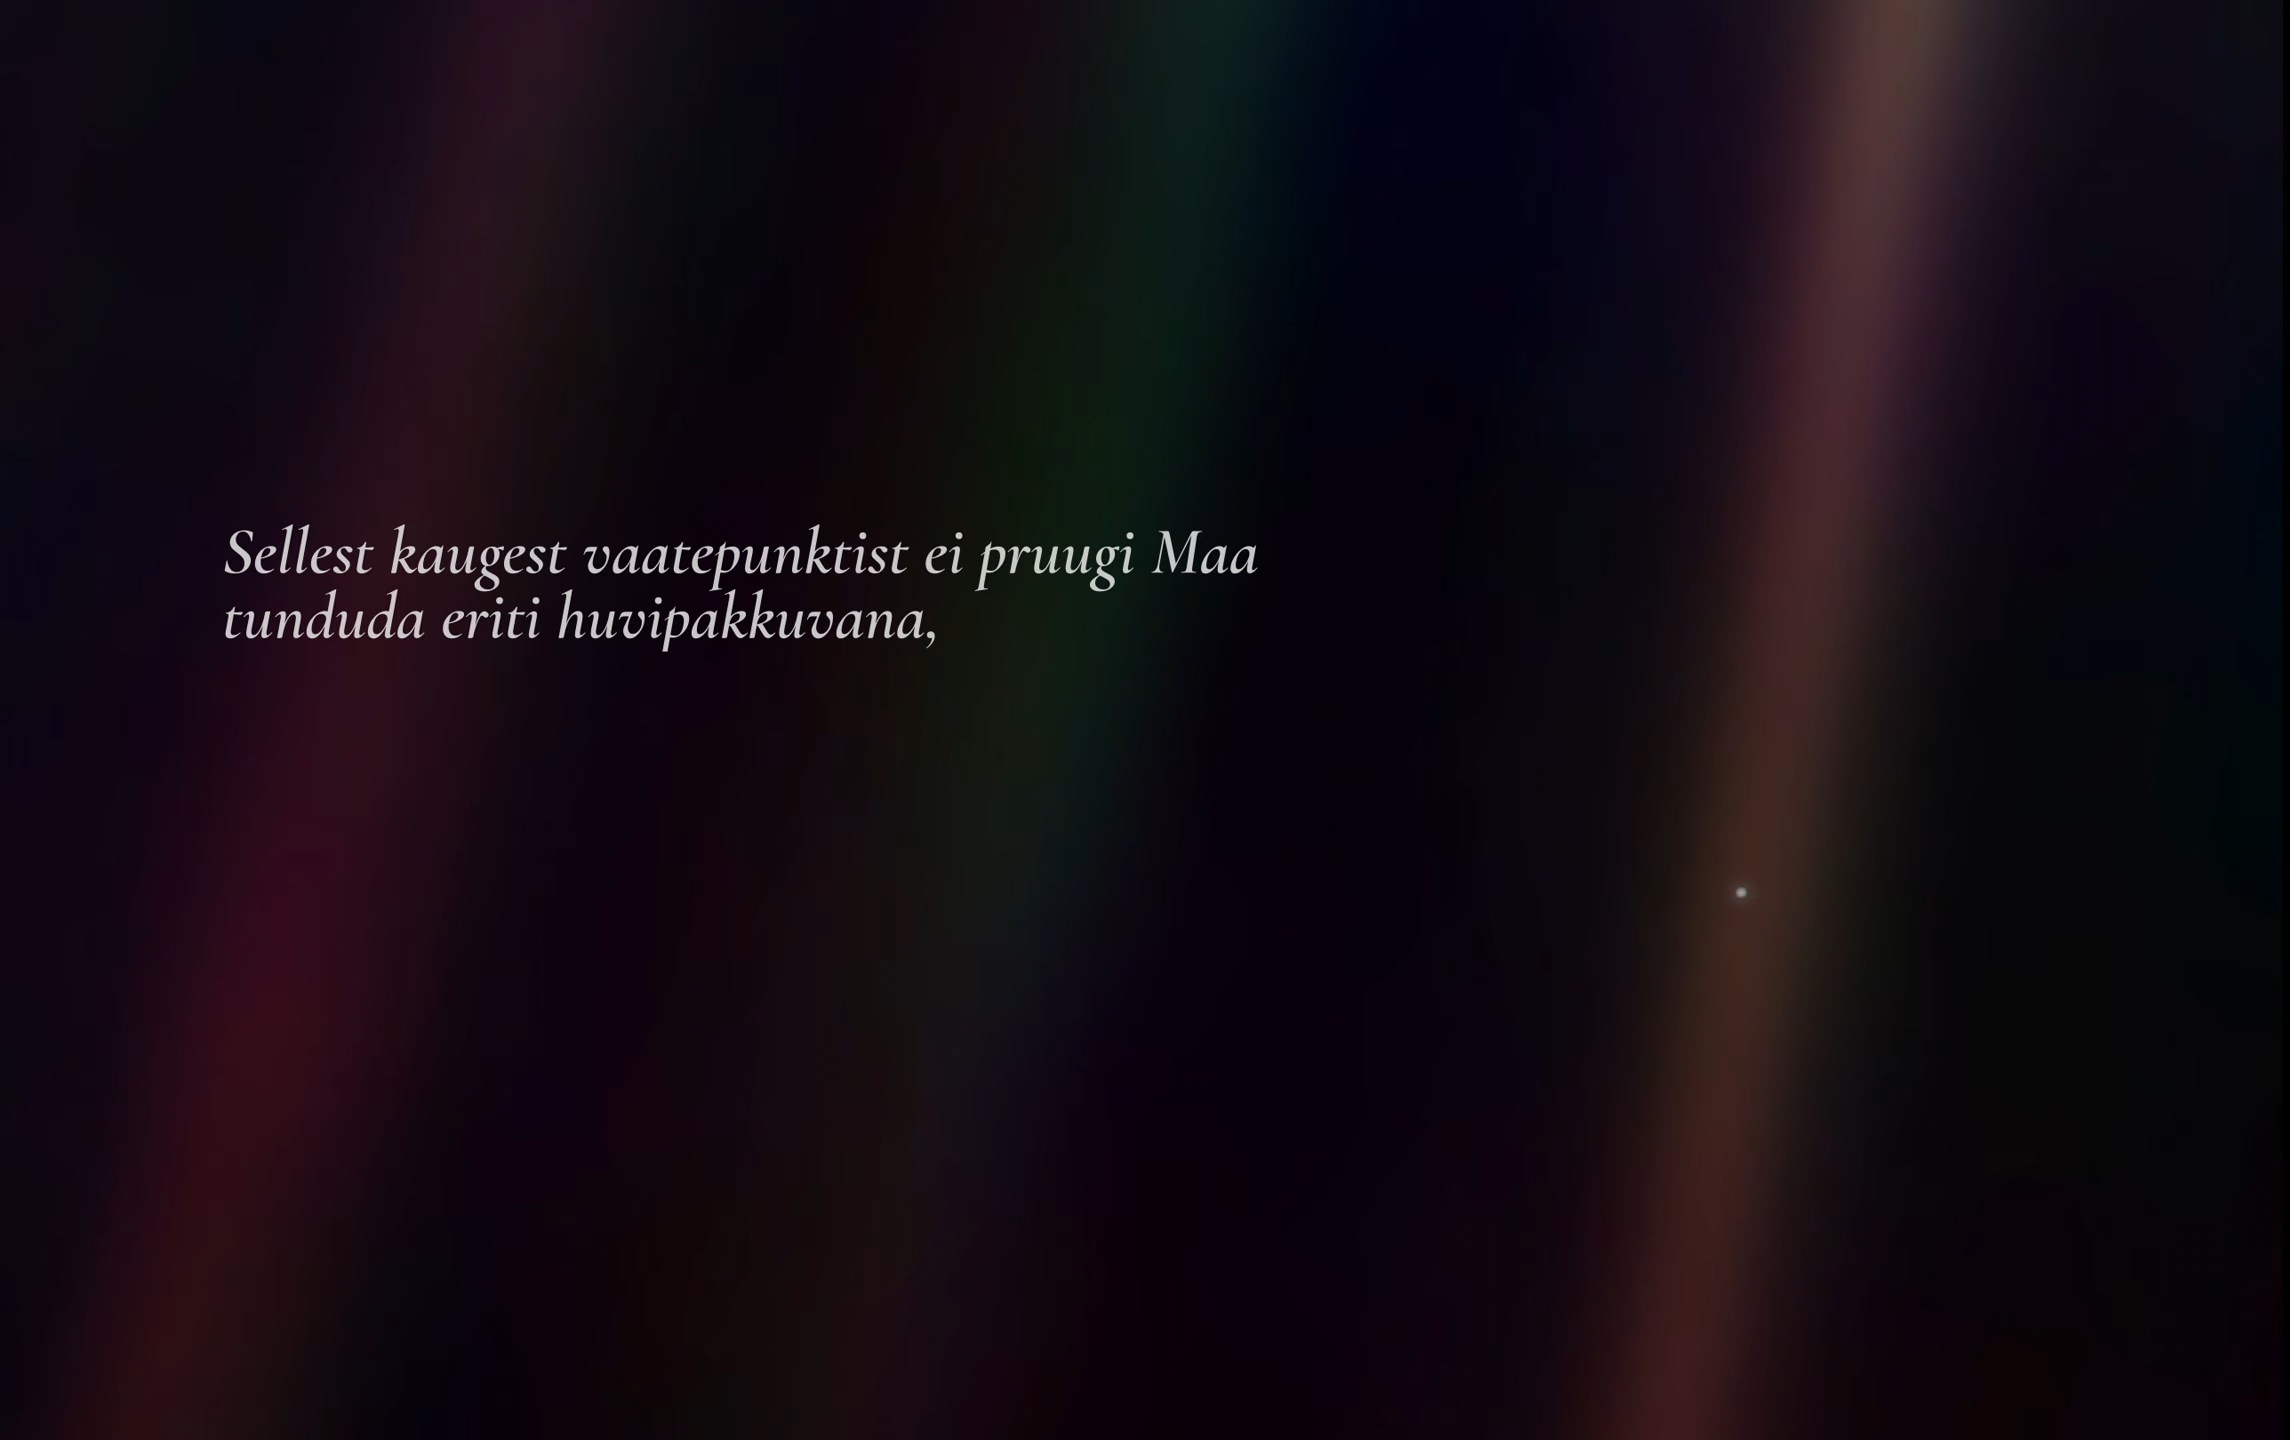 Sellest kaugest vaatepunktist ei pruugi Maa
tunduda eriti huvipakkuvana,